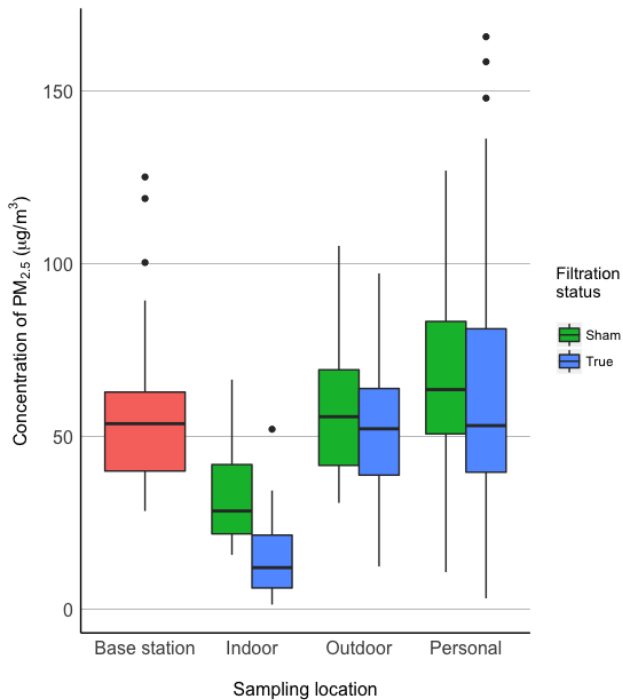 150
100
50
0
Concentration of PM2.5 (μg/m³)
Base station
Indoor
Outdoor
Personal
Sampling location
Filtration
status
Sham
True